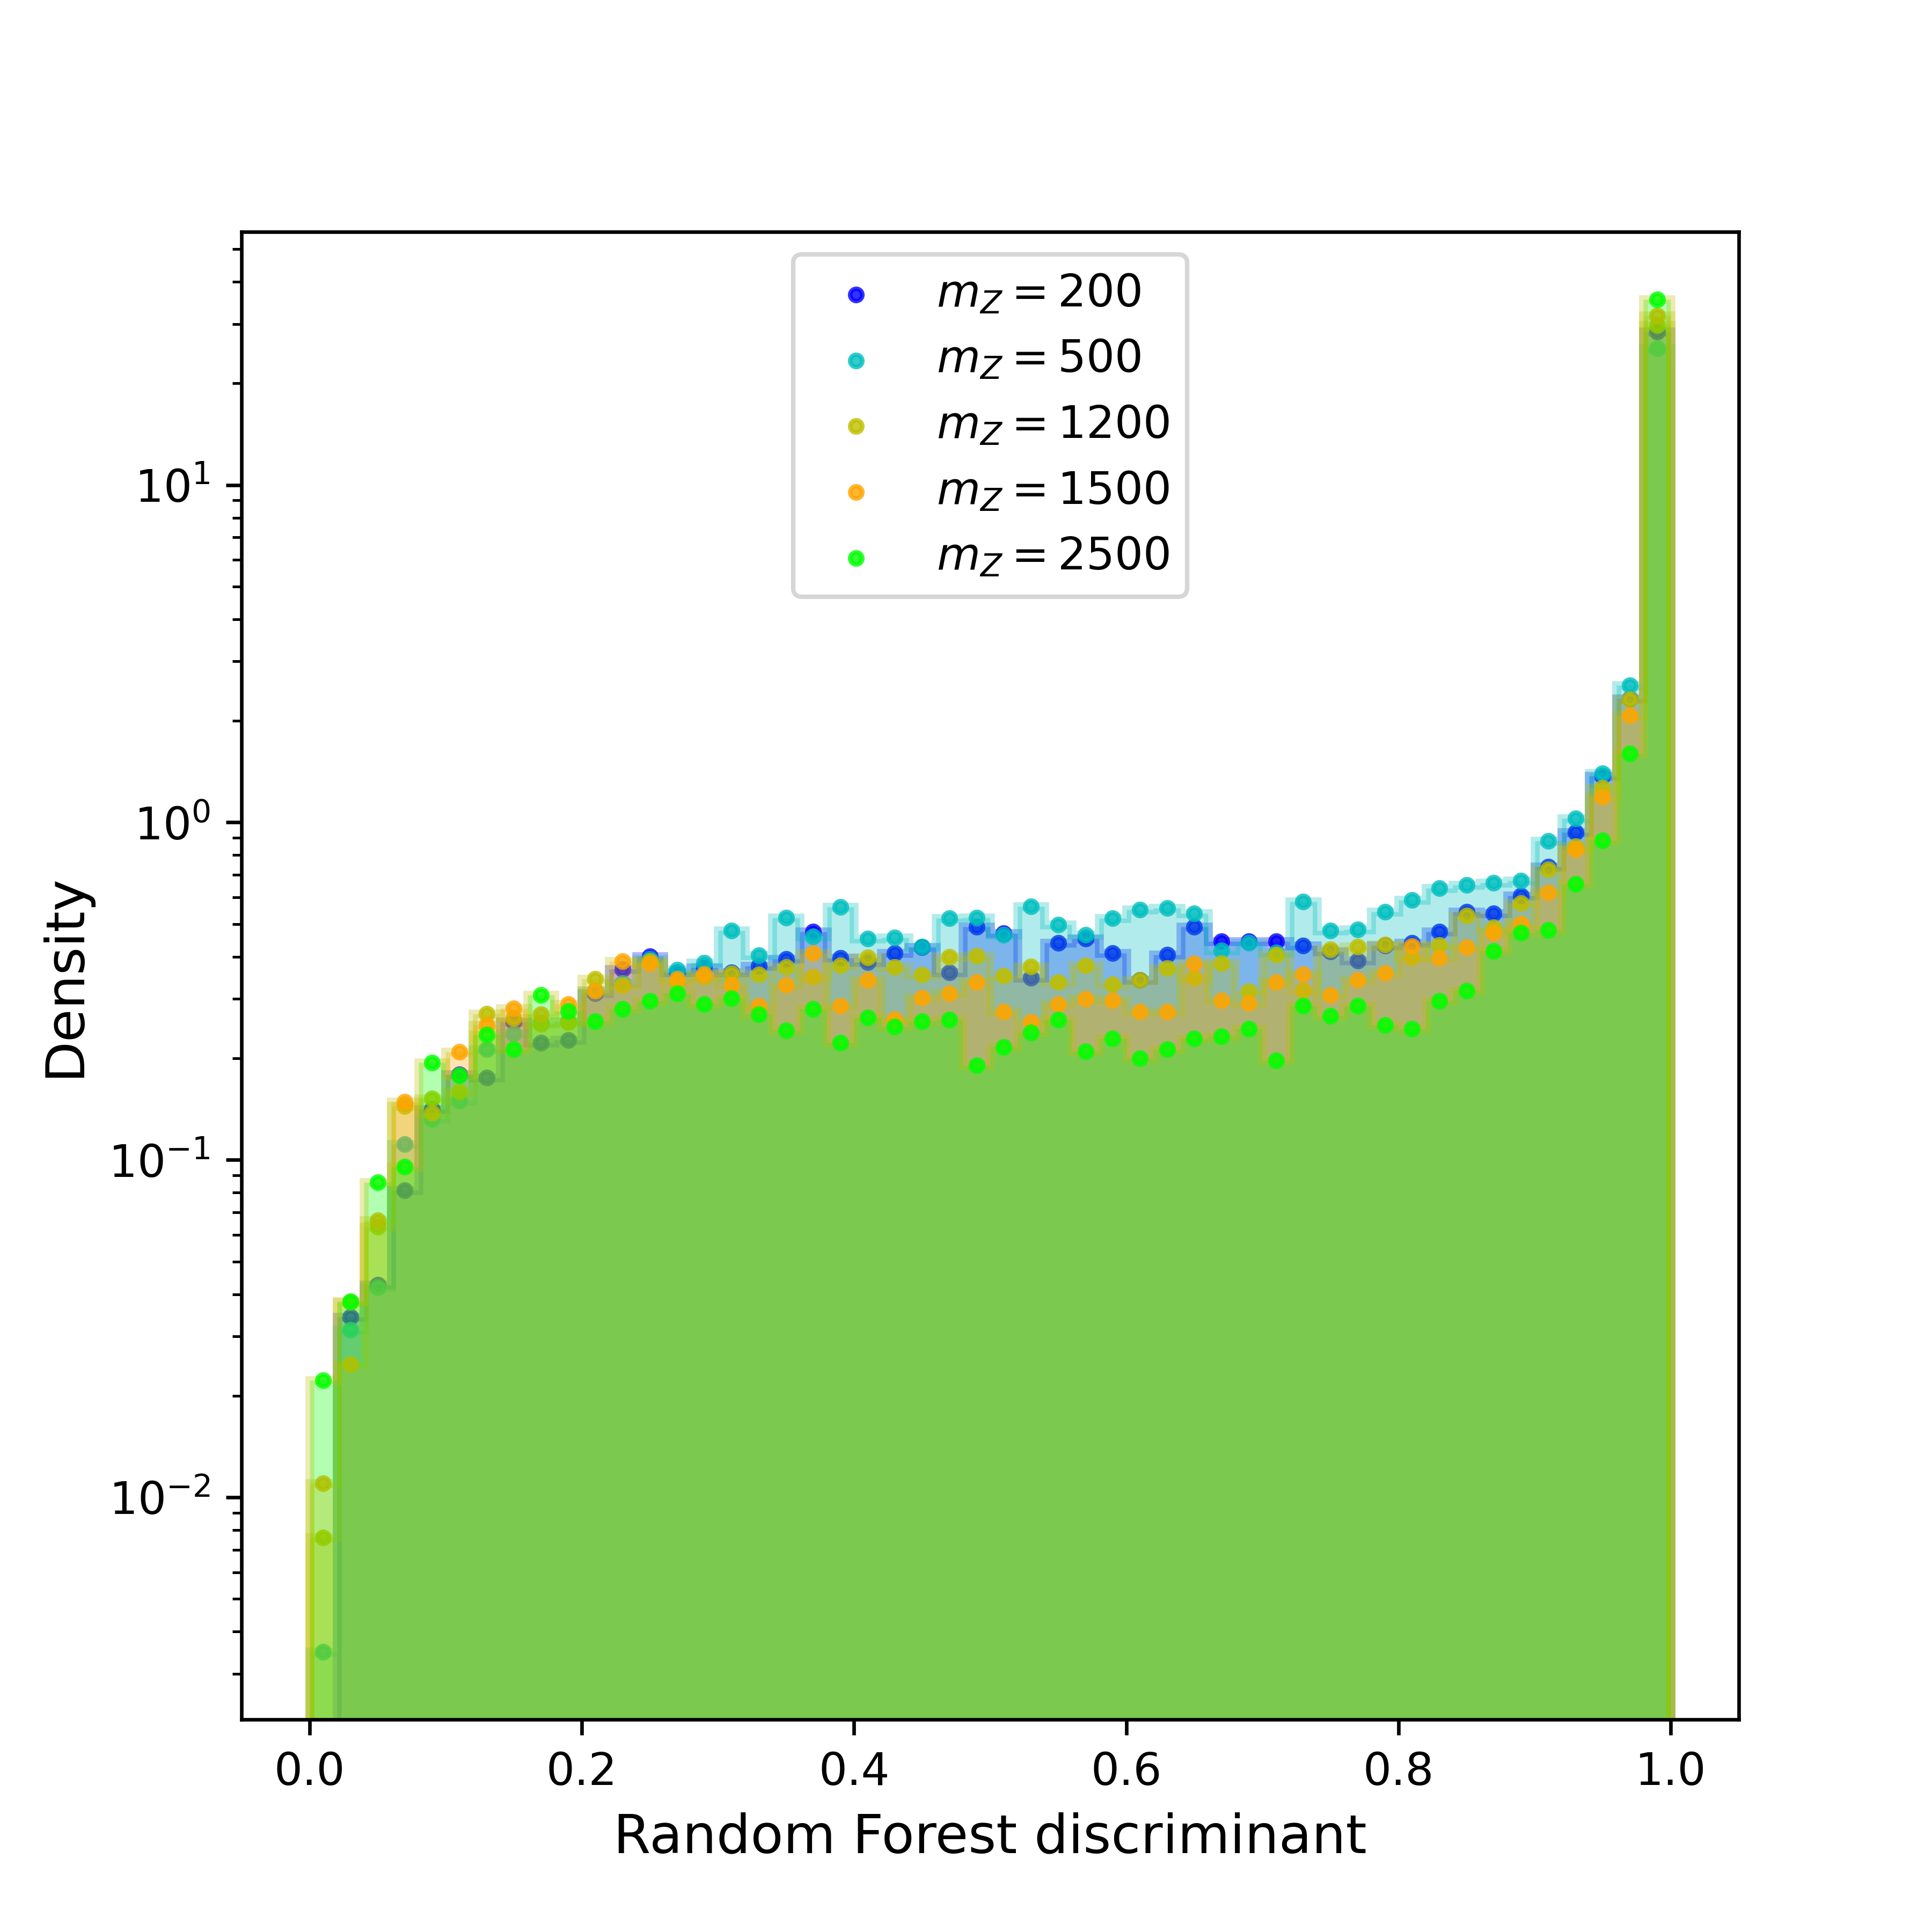 m_Z = 200
m_Z = 500
m_Z = 1200
m_Z = 1500
m_Z = 2500
10^1
10^0
10^−1
10^−2
Density
0.0 0.2 0.4 0.6 0.8 1.0
Random Forest discriminant